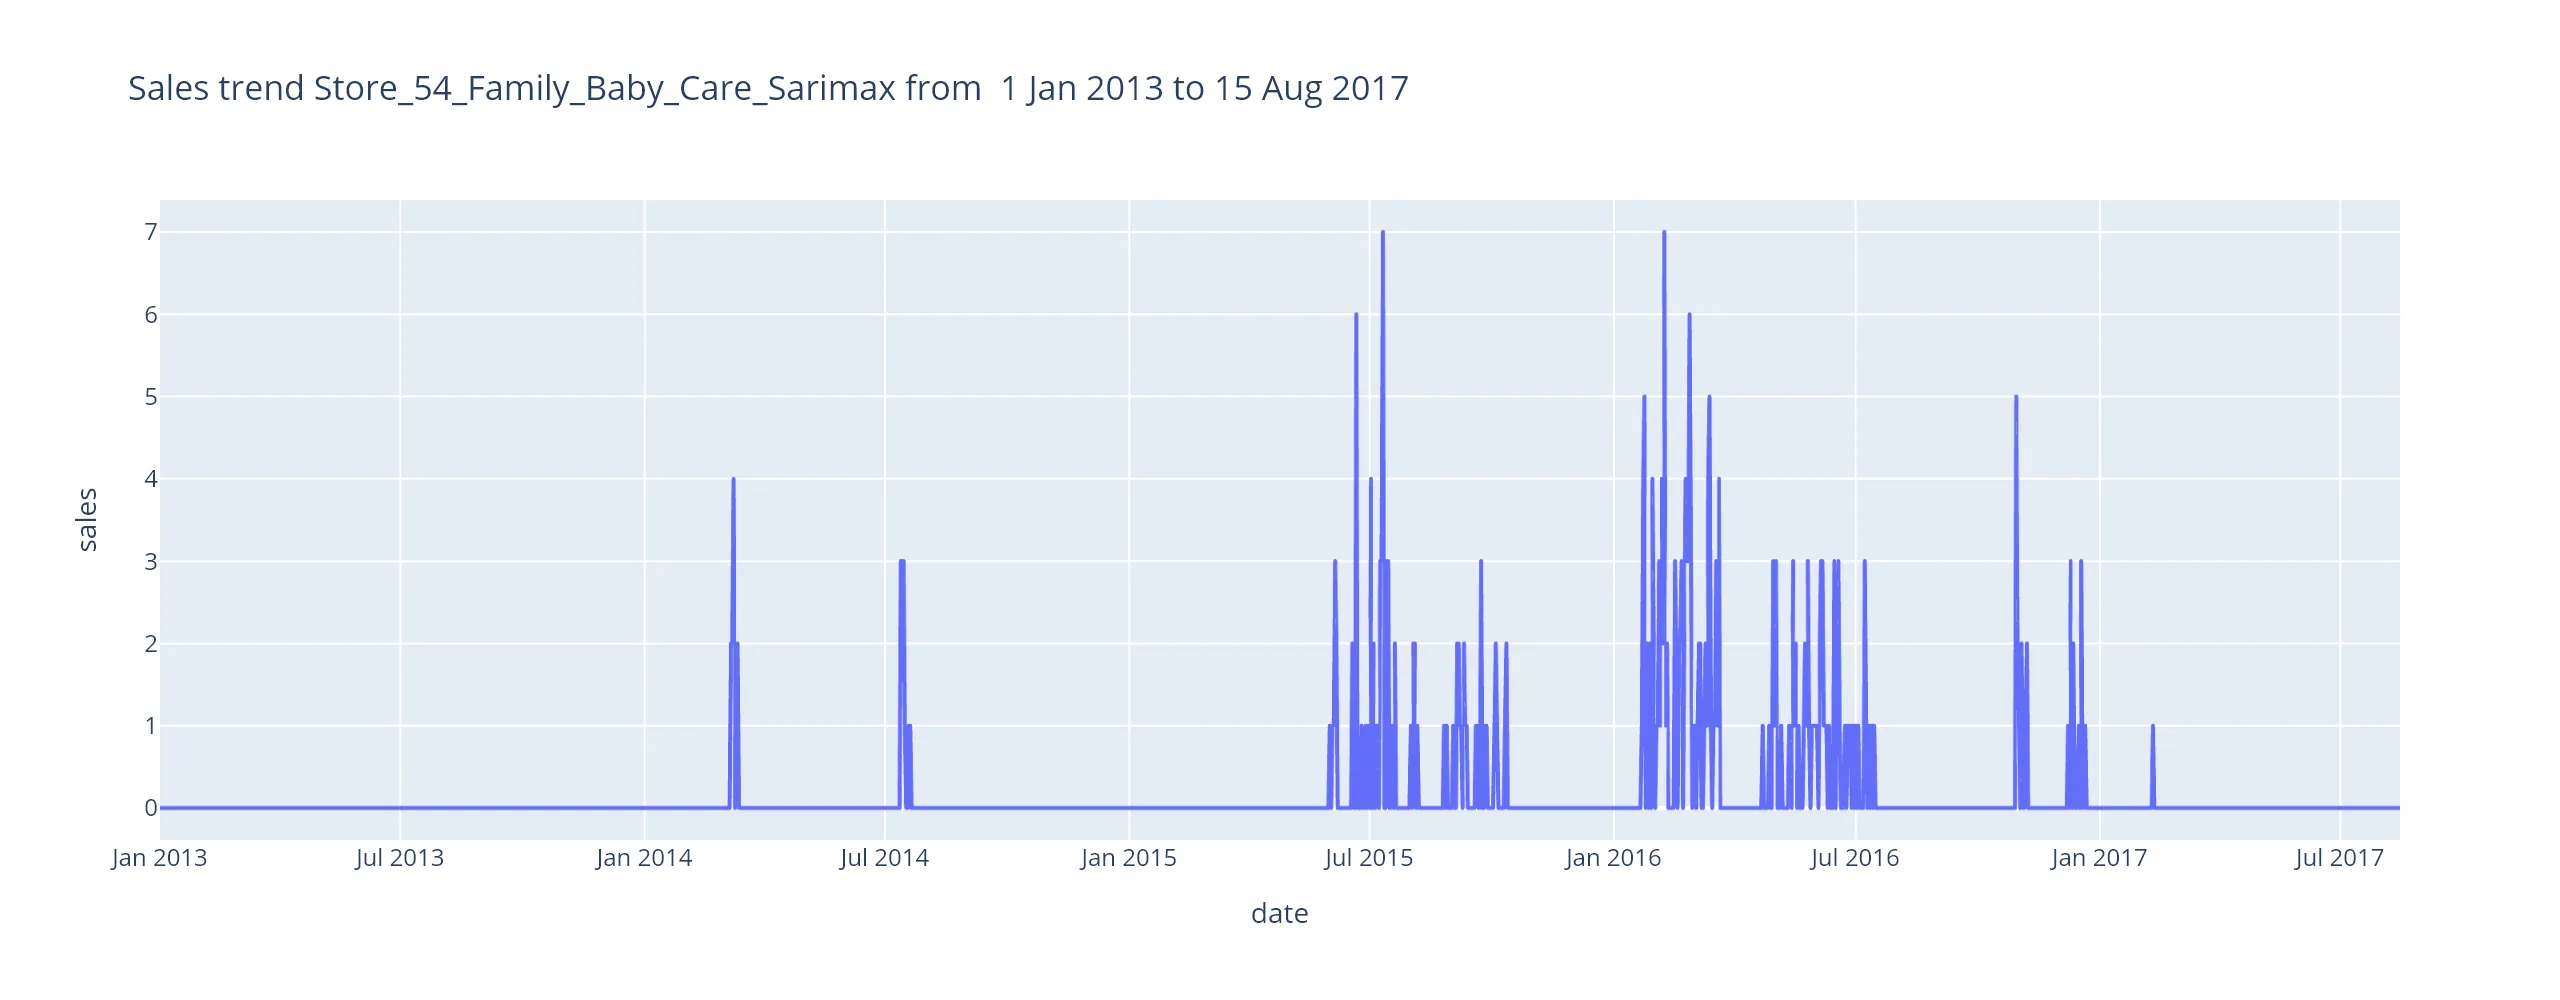 Sales trend Store_54_Family_Baby_Care_Sarimax from  1 Jan 2013 to 15 Aug 2017
7
6
5
4
3
2
1
0
sales
Jan 2013 Jul 2013 Jan 2014 Jul 2014 Jan 2015 Jul 2015 Jan 2016 Jul 2016 Jan 2017 Jul 2017
date